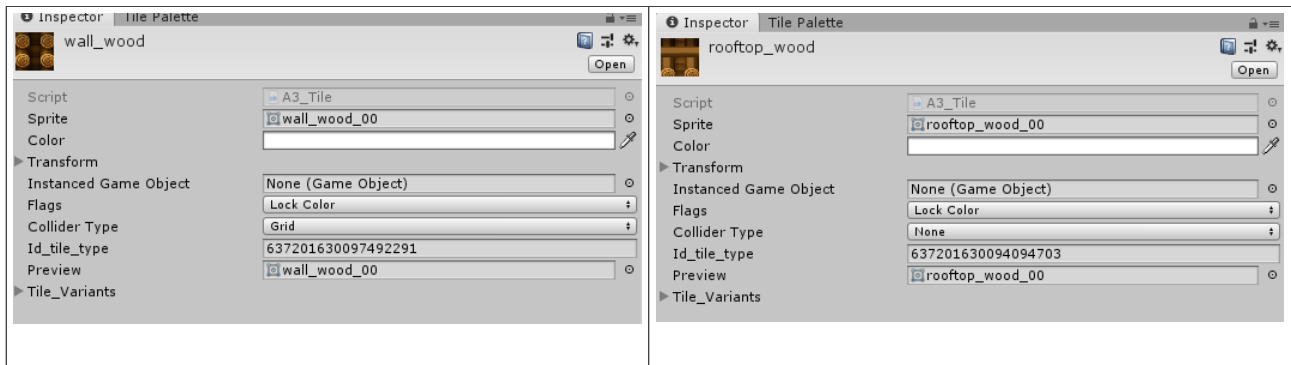 Inspector Tile Palette
wall_wood
Open
Script A3_Tile
Sprite wall_wood_00
Color
Transform
Instanced Game Object None (Game Object)
Flags Lock Color
Collider Type Grid
Id_tile_type 637201630097492291
Preview wall_wood_00
Tile_Variants
Inspector Tile Palette
rooftop_wood
Open
Script A3_Tile
Sprite rooftop_wood_00
Color
Transform
Instanced Game Object None (Game Object)
Flags Lock Color
Collider Type None
Id_tile_type 637201630094094703
Preview rooftop_wood_00
Tile_Variants